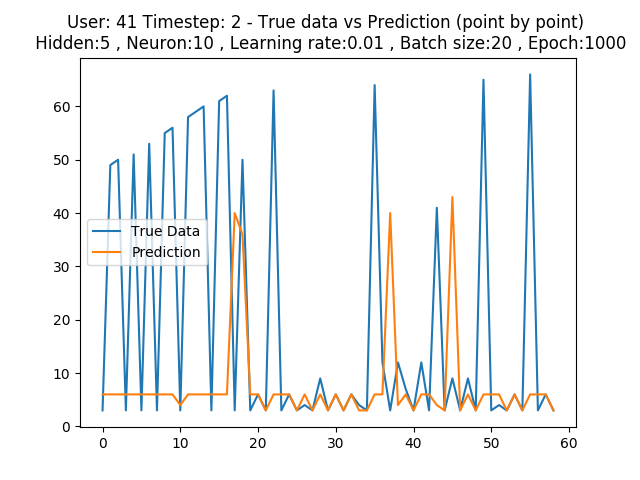 User: 41 Timestep: 2 - True data vs Prediction (point by point)
Hidden:5 , Neuron:10 , Learning rate:0.01 , Batch size:20 , Epoch:1000
60
50
40
30
20
10
0
True Data
Prediction
0 10 20 30 40 50 60